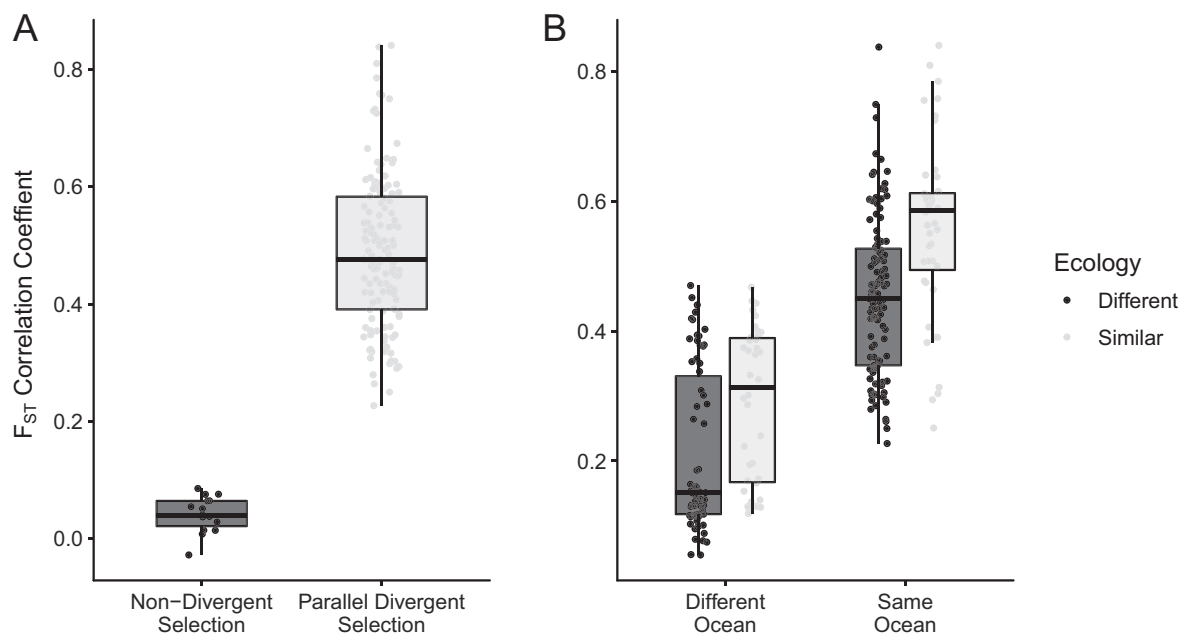 A
B
F_ST Correlation Coeffient
0.8
0.6
0.4
0.2
0.0
Non−Divergent
Selection
Parallel Divergent
Selection
0.8
0.6
0.4
0.2
Different
Ocean
Same
Ocean
Ecology
Different
Similar